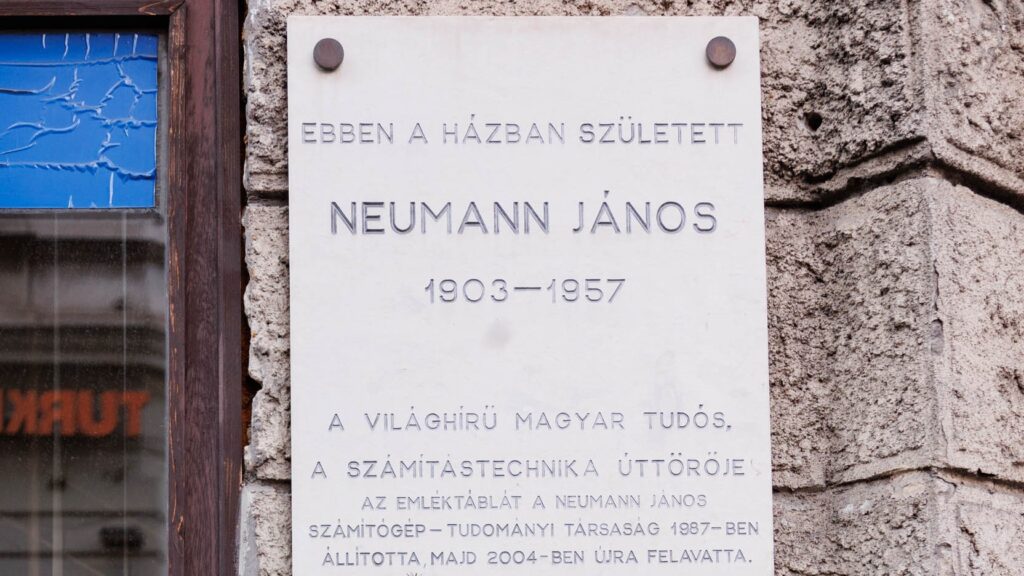 EBBEN A HÁZBAN SZÜLETETT
NEUMANN JÁNOS
1903–1957
A VILÁGHÍRŰ MAGYAR TUDÓS,
A SZÁMÍTÁSTECHNIKA ÚTTÖRŐJE
AZ EMLÉKTÁBLÁT A NEUMANN JÁNOS
SZÁMÍTÓGÉP–TUDOMÁNYI TÁRSASÁG 1987–BEN
ÁLLÍTOTTA, MAJD 2004–BEN ÚJRA FELAVATTA.